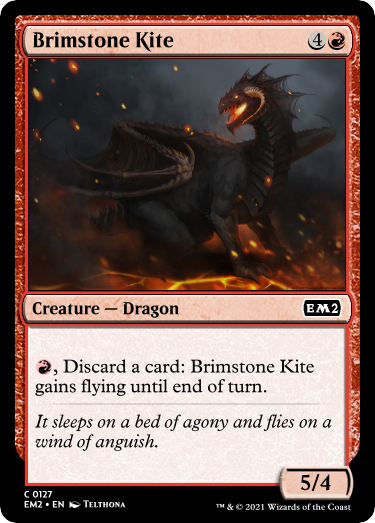 Brimstone Kite 4
Creature — Dragon EM2
, Discard a card: Brimstone Kite
gains flying until end of turn.
It sleeps on a bed of agony and flies on a
wind of anguish.
5/4
C 0127
EM2 • EN TELTHONA
™ & © 2021 Wizards of the Coast